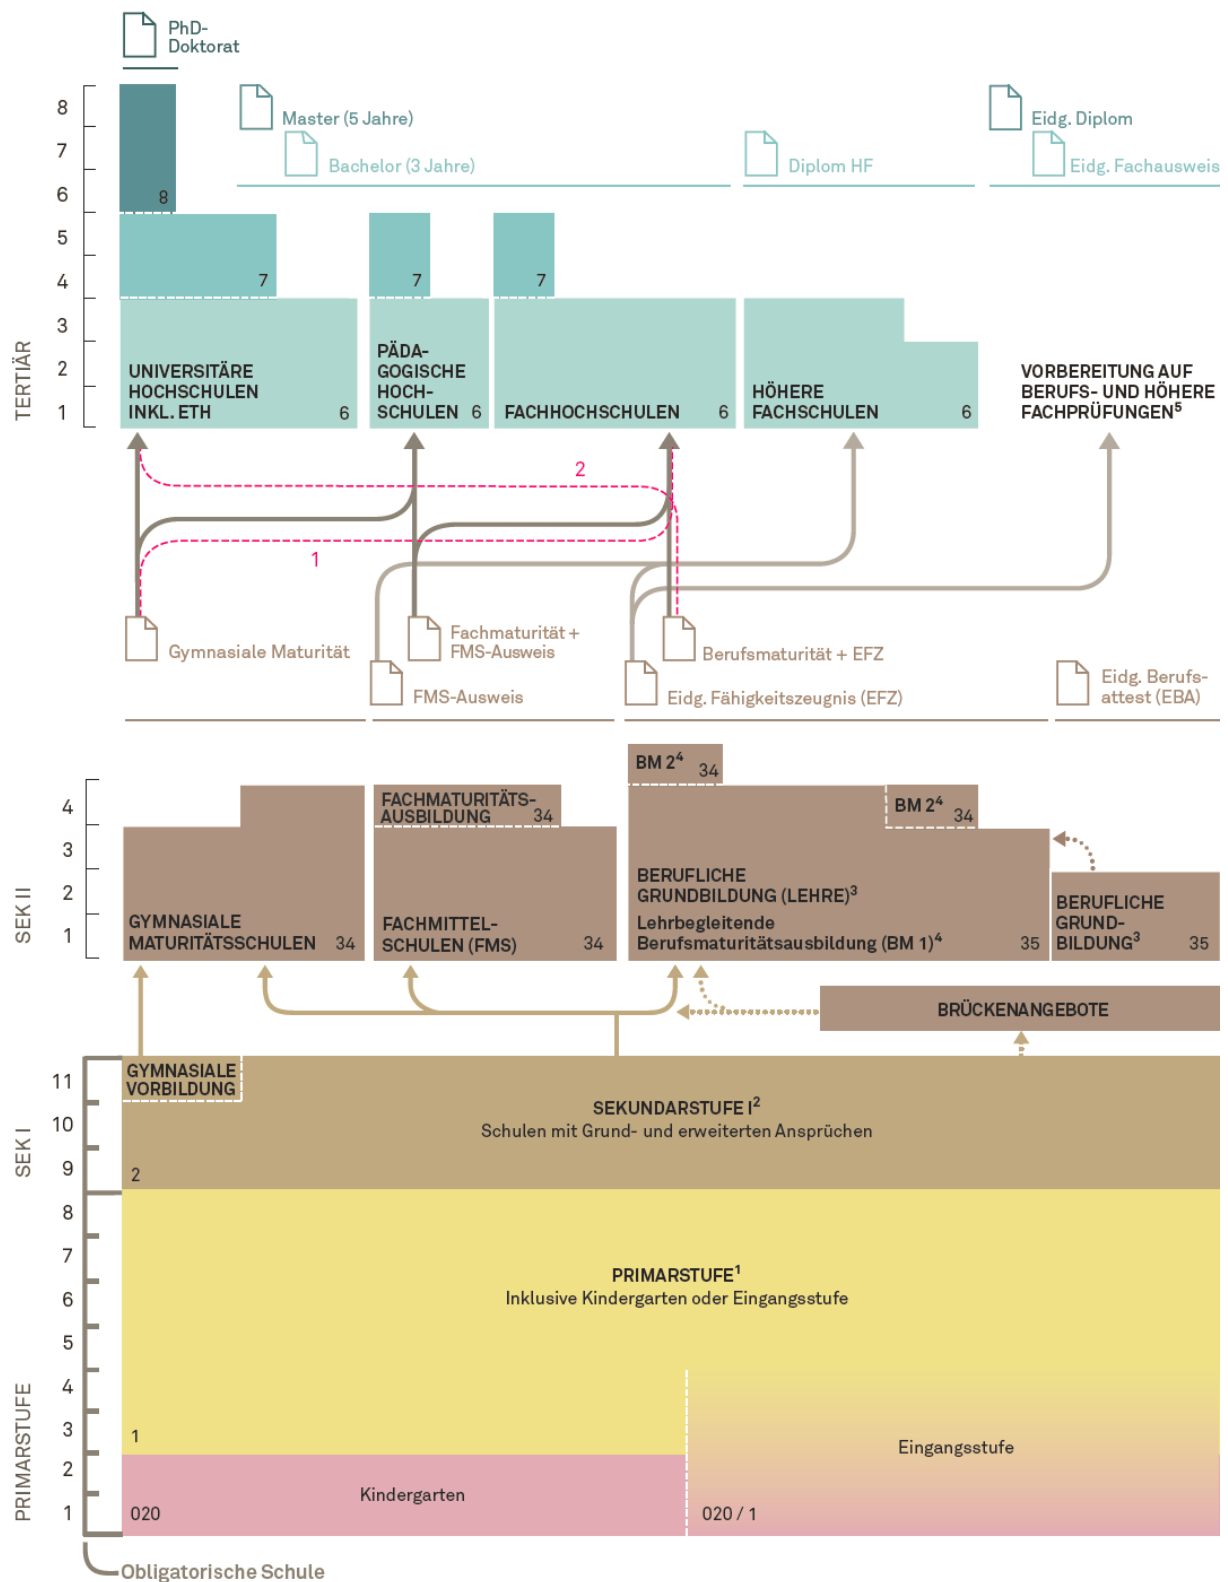 PhD-
Doktorat
8
7
6
5
4
3
2
1
TERTIÄR
Master (5 Jahre)
Bachelor (3 Jahre)
Diplom HF
Eidg. Diplom
Eidg. Fachausweis
8
7
7
7
UNIVERSITÄRE
HOCHSCHULEN
INKL. ETH 6
PÄDA-
GOGISCHE
HOCH-
SCHULEN 6
FACHHOCHSCHULEN 6
HÖHERE
FACHSCHULEN 6
VORBEREITUNG AUF
BERUFS- UND HÖHERE
FACHPRÜFUNGEN⁵
2
1
Gymnasiale Maturität
Fachmaturität +
FMS-Ausweis
Berufsmaturität + EFZ
FMS-Ausweis
Eidg. Fähigkeitszeugnis (EFZ)
Eidg. Berufs-
attest (EBA)
4
3
2
1
SEK II
GYMNASIALE
MATURITÄTSSCHULEN 34
FACHMATURITÄTS-
AUSBILDUNG 34
FACHMITTEL-
SCHULEN (FMS) 34
BM 2⁴ 34
BM 2⁴ 34
BERUFLICHE
GRUNDBILDUNG (LEHRE)³
Lehrbegleitende
Berufsmaturitätsausbildung (BM 1)⁴ 35
BERUFLICHE
GRUND-
BILDUNG³ 35
BRÜCKENANGEBOTE
11
10
9
SEK I
GYMNASIALE
VORBILDUNG
SEKUNDARSTUFE I²
Schulen mit Grund- und erweiterten Ansprüchen
2
8
7
6
5
4
3
2
1
PRIMARSTUFE
PRIMARSTUFE¹
Inklusive Kindergarten oder Eingangsstufe
1
Eingangsstufe
Kindergarten
020
020 / 1
Obligatorische Schule